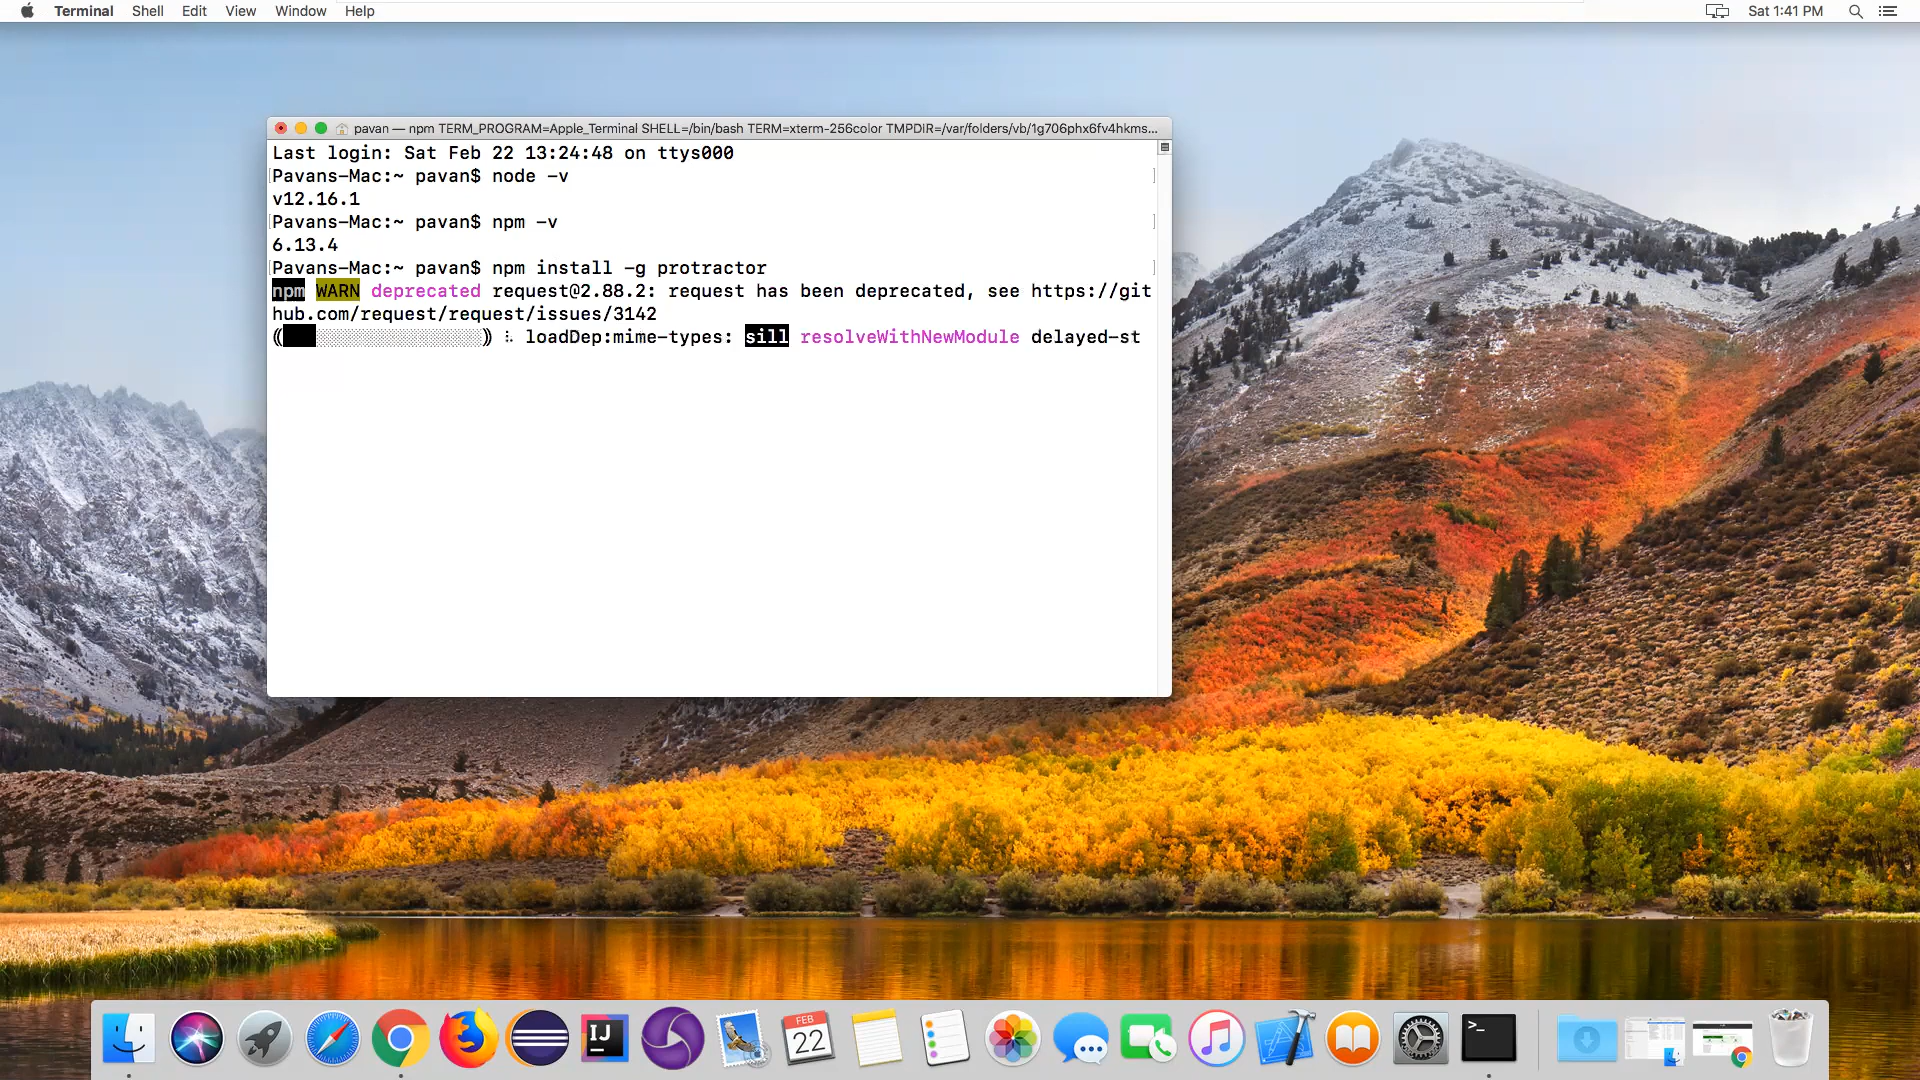 Terminal Shell Edit View Window Help
Sat 1:41 PM
pavan — npm TERM_PROGRAM=Apple_Terminal SHELL=/bin/bash TERM=xterm-256color TMPDIR=/var/folders/vb/1g706phx6fv4hkms...
Last login: Sat Feb 22 13:24:48 on ttys000
Pavans-Mac:~ pavan$ node -v
v12.16.1
Pavans-Mac:~ pavan$ npm -v
6.13.4
Pavans-Mac:~ pavan$ npm install -g protractor
npm WARN deprecated request@2.88.2: request has been deprecated, see https://git
hub.com/request/request/issues/3142
loadDep:mime-types: sill resolveWithNewModule delayed-st
IJ
FEB
22
>_